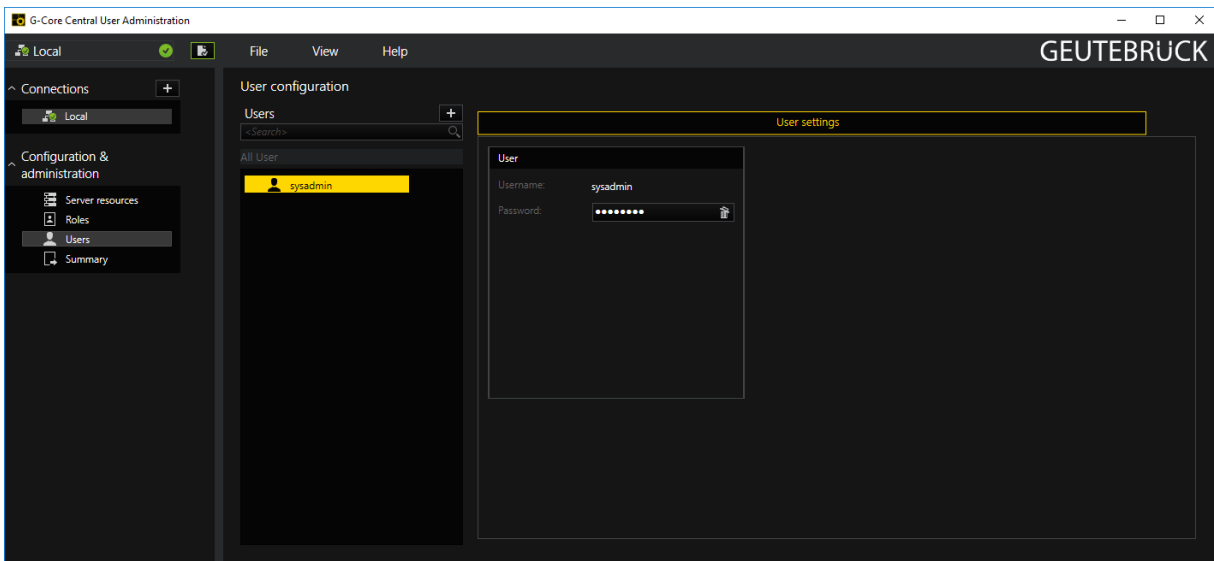 G-Core Central User Administration
Local
File View Help
GEUTEBRÜCK
Connections
Local
Configuration &
administration
Server resources
Roles
Users
Summary
User configuration
Users
<Search>
All User
sysadmin
User settings
User
Username: sysadmin
Password: ••••••••